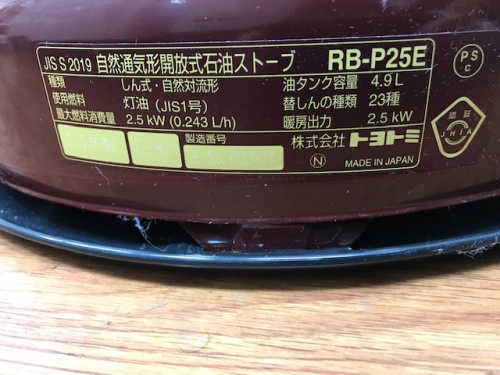 JIS S 2019 自然通気形開放式石油ストーブ RB-P25E
種類 しん式・自然対流形 油タンク容量 4.9 L
使用燃料 灯油 (JIS1号) 替しんの種類 23種
最大燃料消費量 2.5 kW (0.243 L/h) 暖房出力 2.5 kW
製造番号 株式会社 トヨトミ
N MADE IN JAPAN
PS
C
認証
JHIA